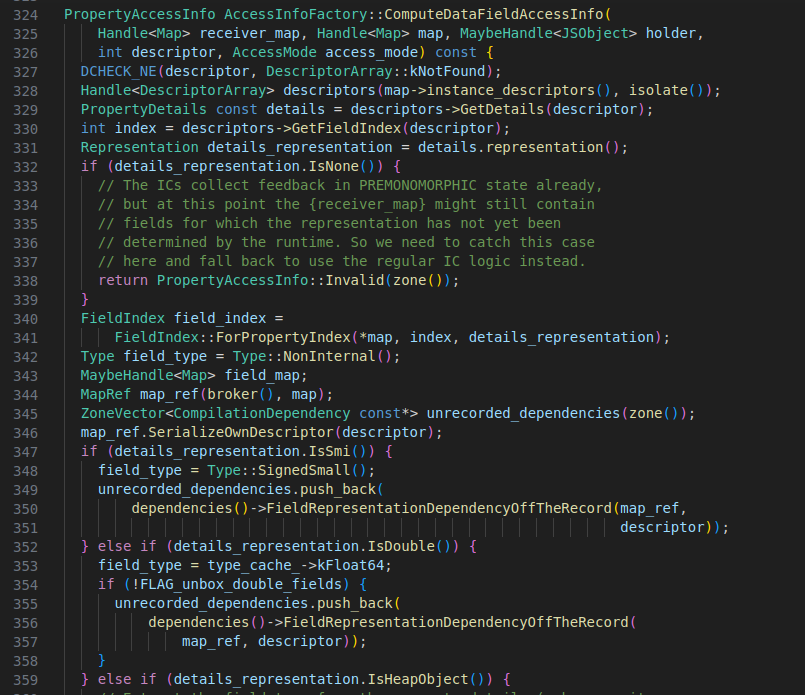 324 PropertyAccessInfo AccessInfoFactory::ComputeDataFieldAccessInfo(
325 Handle<Map> receiver_map, Handle<Map> map, MaybeHandle<JSObject> holder,
326 int descriptor, AccessMode access_mode) const {
327 DCHECK_NE(descriptor, DescriptorArray::kNotFound);
328 Handle<DescriptorArray> descriptors(map->instance_descriptors(), isolate());
329 PropertyDetails const details = descriptors->GetDetails(descriptor);
330 int index = descriptors->GetFieldIndex(descriptor);
331 Representation details_representation = details.representation();
332 if (details_representation.IsNone()) {
333 // The ICs collect feedback in PREMONOMORPHIC state already,
334 // but at this point the {receiver_map} might still contain
335 // fields for which the representation has not yet been
336 // determined by the runtime. So we need to catch this case
337 // here and fall back to use the regular IC logic instead.
338 return PropertyAccessInfo::Invalid(zone());
339 }
340 FieldIndex field_index =
341 FieldIndex::ForPropertyIndex(*map, index, details_representation);
342 Type field_type = Type::NonInternal();
343 MaybeHandle<Map> field_map;
344 MapRef map_ref(broker(), map);
345 ZoneVector<CompilationDependency const*> unrecorded_dependencies(zone());
346 map_ref.SerializeOwnDescriptor(descriptor);
347 if (details_representation.IsSmi()) {
348 field_type = Type::SignedSmall();
349 unrecorded_dependencies.push_back(
350 dependencies()->FieldRepresentationDependencyOffTheRecord(map_ref,
351 descriptor));
352 } else if (details_representation.IsDouble()) {
353 field_type = type_cache_->kFloat64;
354 if (!FLAG_unbox_double_fields) {
355 unrecorded_dependencies.push_back(
356 dependencies()->FieldRepresentationDependencyOffTheRecord(
357 map_ref, descriptor));
358 }
359 } else if (details_representation.IsHeapObject()) {